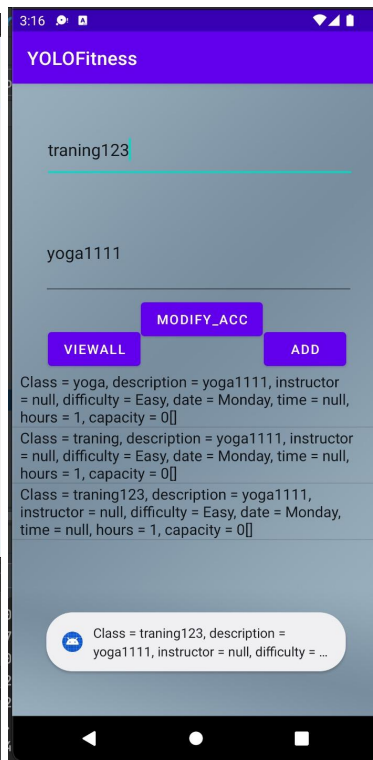 3:16
YOLOFitness
traning123
yoga1111
MODIFY_ACC
VIEWALL
ADD
Class = yoga, description = yoga1111, instructor
= null, difficulty = Easy, date = Monday, time = null,
hours = 1, capacity = 0[]
Class = traning, description = yoga1111, instructor
= null, difficulty = Easy, date = Monday, time = null,
hours = 1, capacity = 0[]
Class = traning123, description = yoga1111,
instructor = null, difficulty = Easy, date = Monday,
time = null, hours = 1, capacity = 0[]
Class = traning123, description =
yoga1111, instructor = null, difficulty = ...